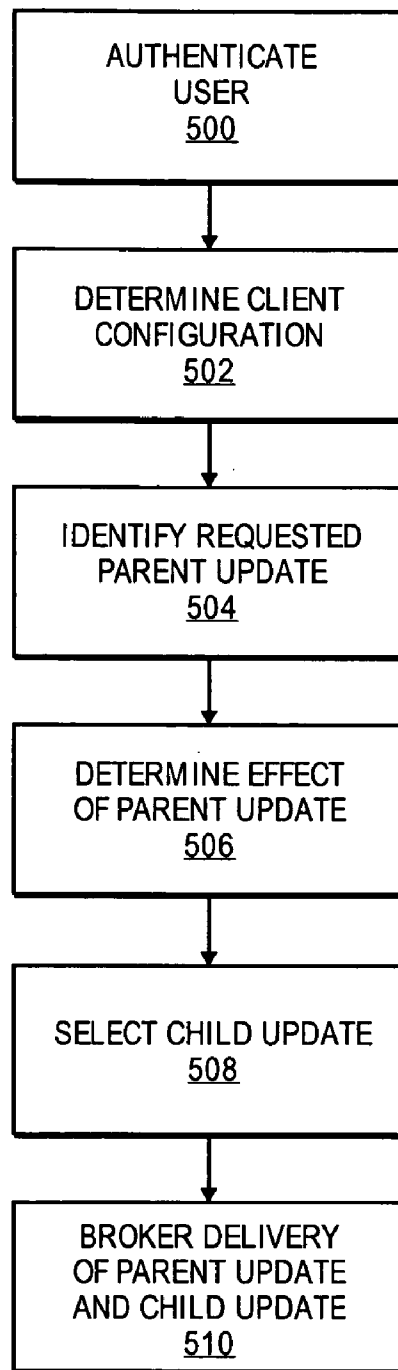 AUTHENTICATE
USER
500
DETERMINE CLIENT
CONFIGURATION
502
IDENTIFY REQUESTED
PARENT UPDATE
504
DETERMINE EFFECT
OF PARENT UPDATE
506
SELECT CHILD UPDATE
508
BROKER DELIVERY
OF PARENT UPDATE
AND CHILD UPDATE
510